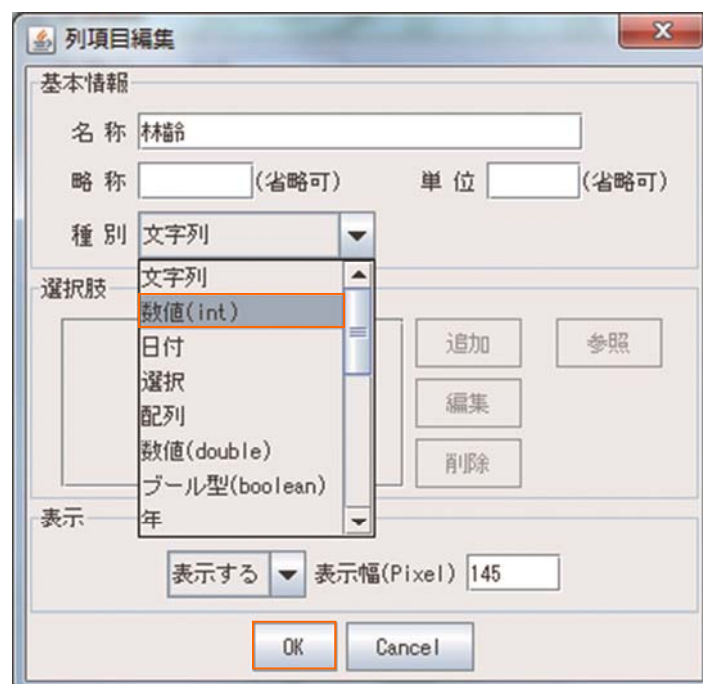 列項目編集
基本情報
名 称 林齢
略 称 (省略可) 単 位 (省略可)
種 別 文字列
選択肢
文字列
数値(int)
日付
選択
配列
数値(double)
ブール型(boolean)
年
追加 参照
編集
削除
表示
表示する 表示幅(Pixel) 145
OK Cancel